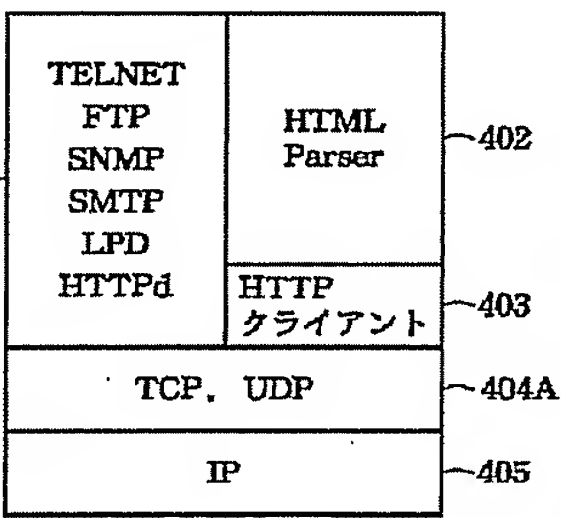 TELNET
FTP
SNMP
SMTP
LPD
HTTPd
HTML
Parser
402
HTTP
クライアント
403
TCP. UDP
404A
IP
405